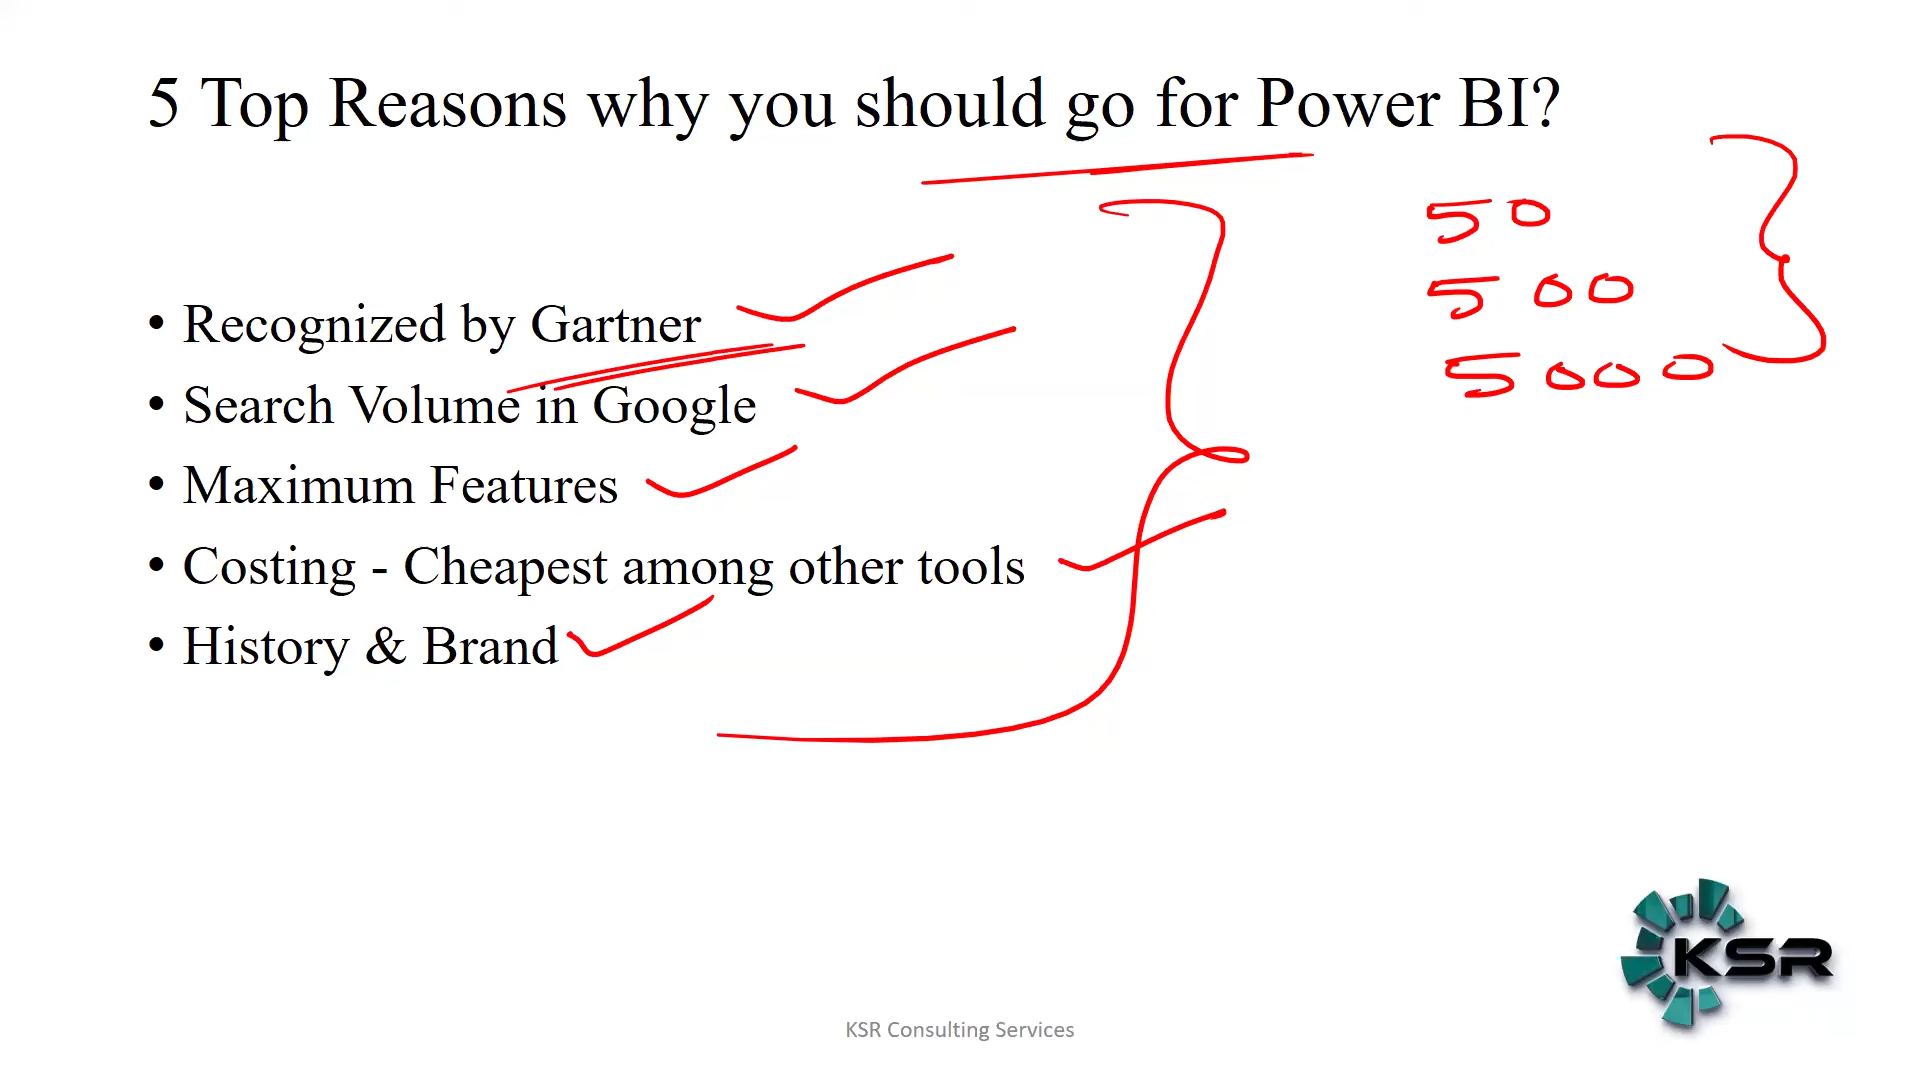 5 Top Reasons why you should go for Power BI?
50
500
5000
• Recognized by Gartner
• Search Volume in Google
• Maximum Features
• Costing - Cheapest among other tools
• History & Brand
KSR
KSR Consulting Services